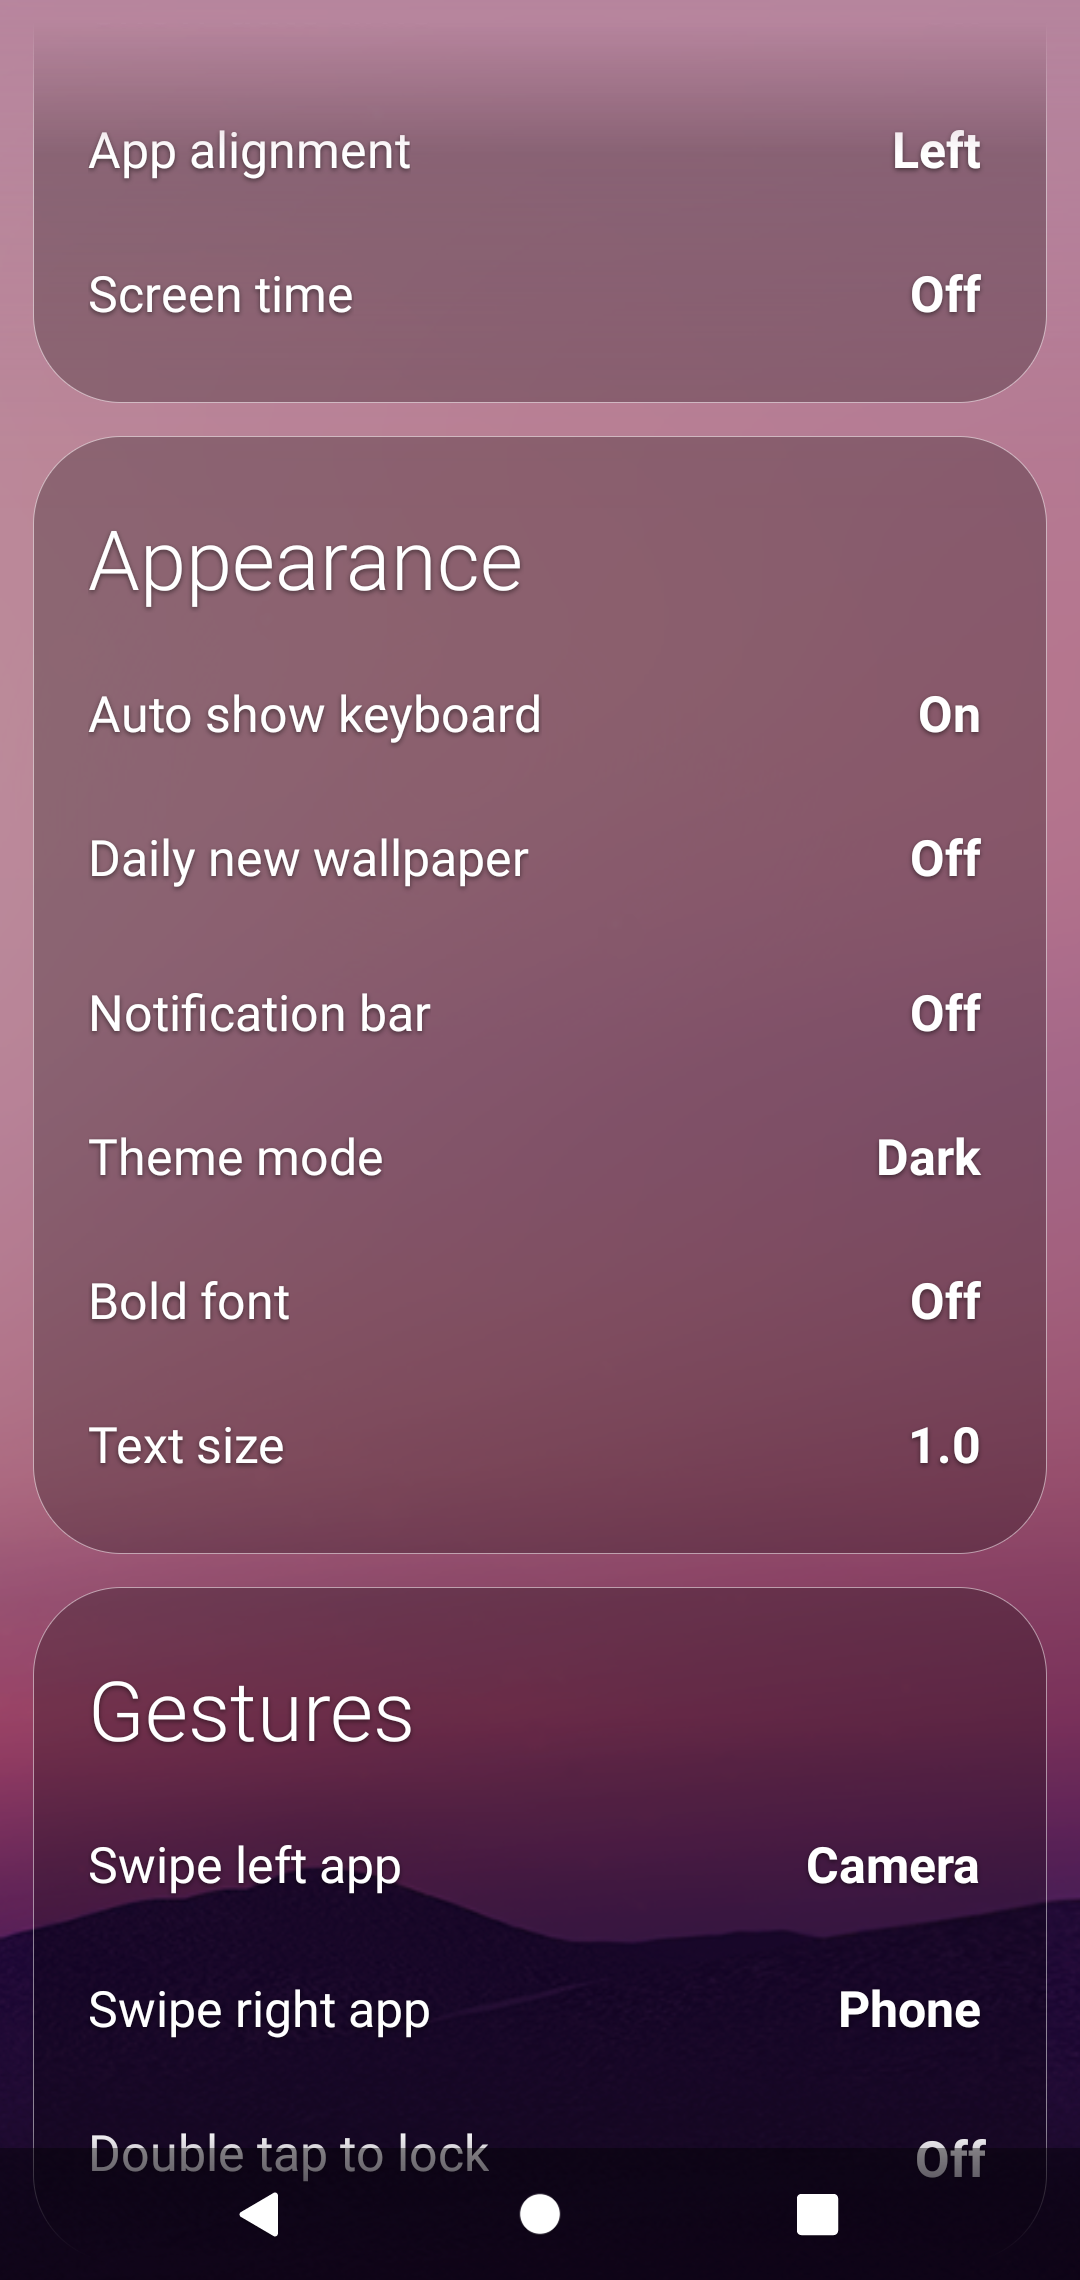 App alignment Left
Screen time Off
Appearance
Auto show keyboard On
Daily new wallpaper Off
Notification bar Off
Theme mode Dark
Bold font Off
Text size 1.0
Gestures
Swipe left app Camera
Swipe right app Phone
Double tap to lock Off